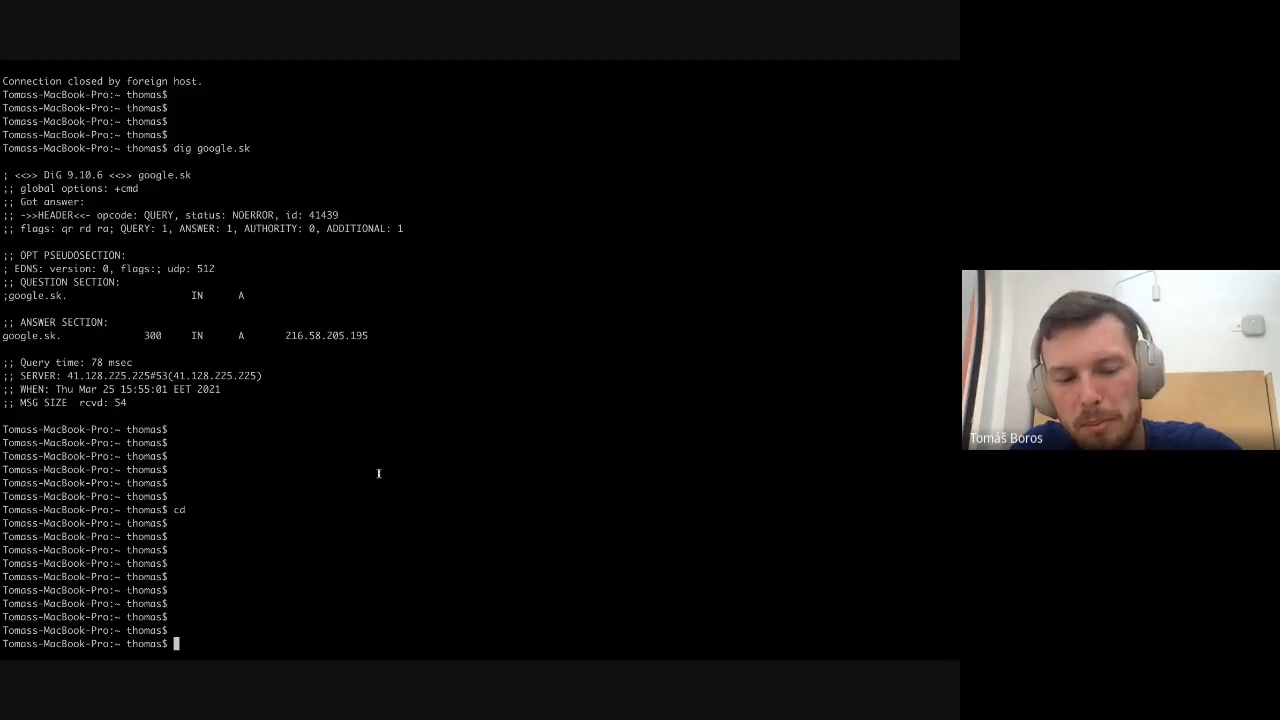 Connection closed by foreign host.
Tomass-MacBook-Pro:~ thomas$
Tomass-MacBook-Pro:~ thomas$
Tomass-MacBook-Pro:~ thomas$
Tomass-MacBook-Pro:~ thomas$
Tomass-MacBook-Pro:~ thomas$ dig google.sk
; <<>> DiG 9.10.6 <<>> google.sk
;; global options: +cmd
;; Got answer:
;; ->>HEADER<<- opcode: QUERY, status: NOERROR, id: 41439
;; flags: qr rd ra; QUERY: 1, ANSWER: 1, AUTHORITY: 0, ADDITIONAL: 1
;; OPT PSEUDOSECTION:
; EDNS: version: 0, flags:; udp: 512
;; QUESTION SECTION:
;google.sk. IN A
;; ANSWER SECTION:
google.sk. 300 IN A 216.58.205.195
;; Query time: 78 msec
;; SERVER: 41.128.225.225#53(41.128.225.225)
;; WHEN: Thu Mar 25 15:55:01 EET 2021
;; MSG SIZE rcvd: 54
Tomass-MacBook-Pro:~ thomas$
Tomass-MacBook-Pro:~ thomas$
Tomass-MacBook-Pro:~ thomas$
Tomass-MacBook-Pro:~ thomas$
Tomass-MacBook-Pro:~ thomas$
Tomass-MacBook-Pro:~ thomas$
Tomass-MacBook-Pro:~ thomas$ cd
Tomass-MacBook-Pro:~ thomas$
Tomass-MacBook-Pro:~ thomas$
Tomass-MacBook-Pro:~ thomas$
Tomass-MacBook-Pro:~ thomas$
Tomass-MacBook-Pro:~ thomas$
Tomass-MacBook-Pro:~ thomas$
Tomass-MacBook-Pro:~ thomas$
Tomass-MacBook-Pro:~ thomas$
Tomass-MacBook-Pro:~ thomas$
Tomass-MacBook-Pro:~ thomas$
Tomáš Boros